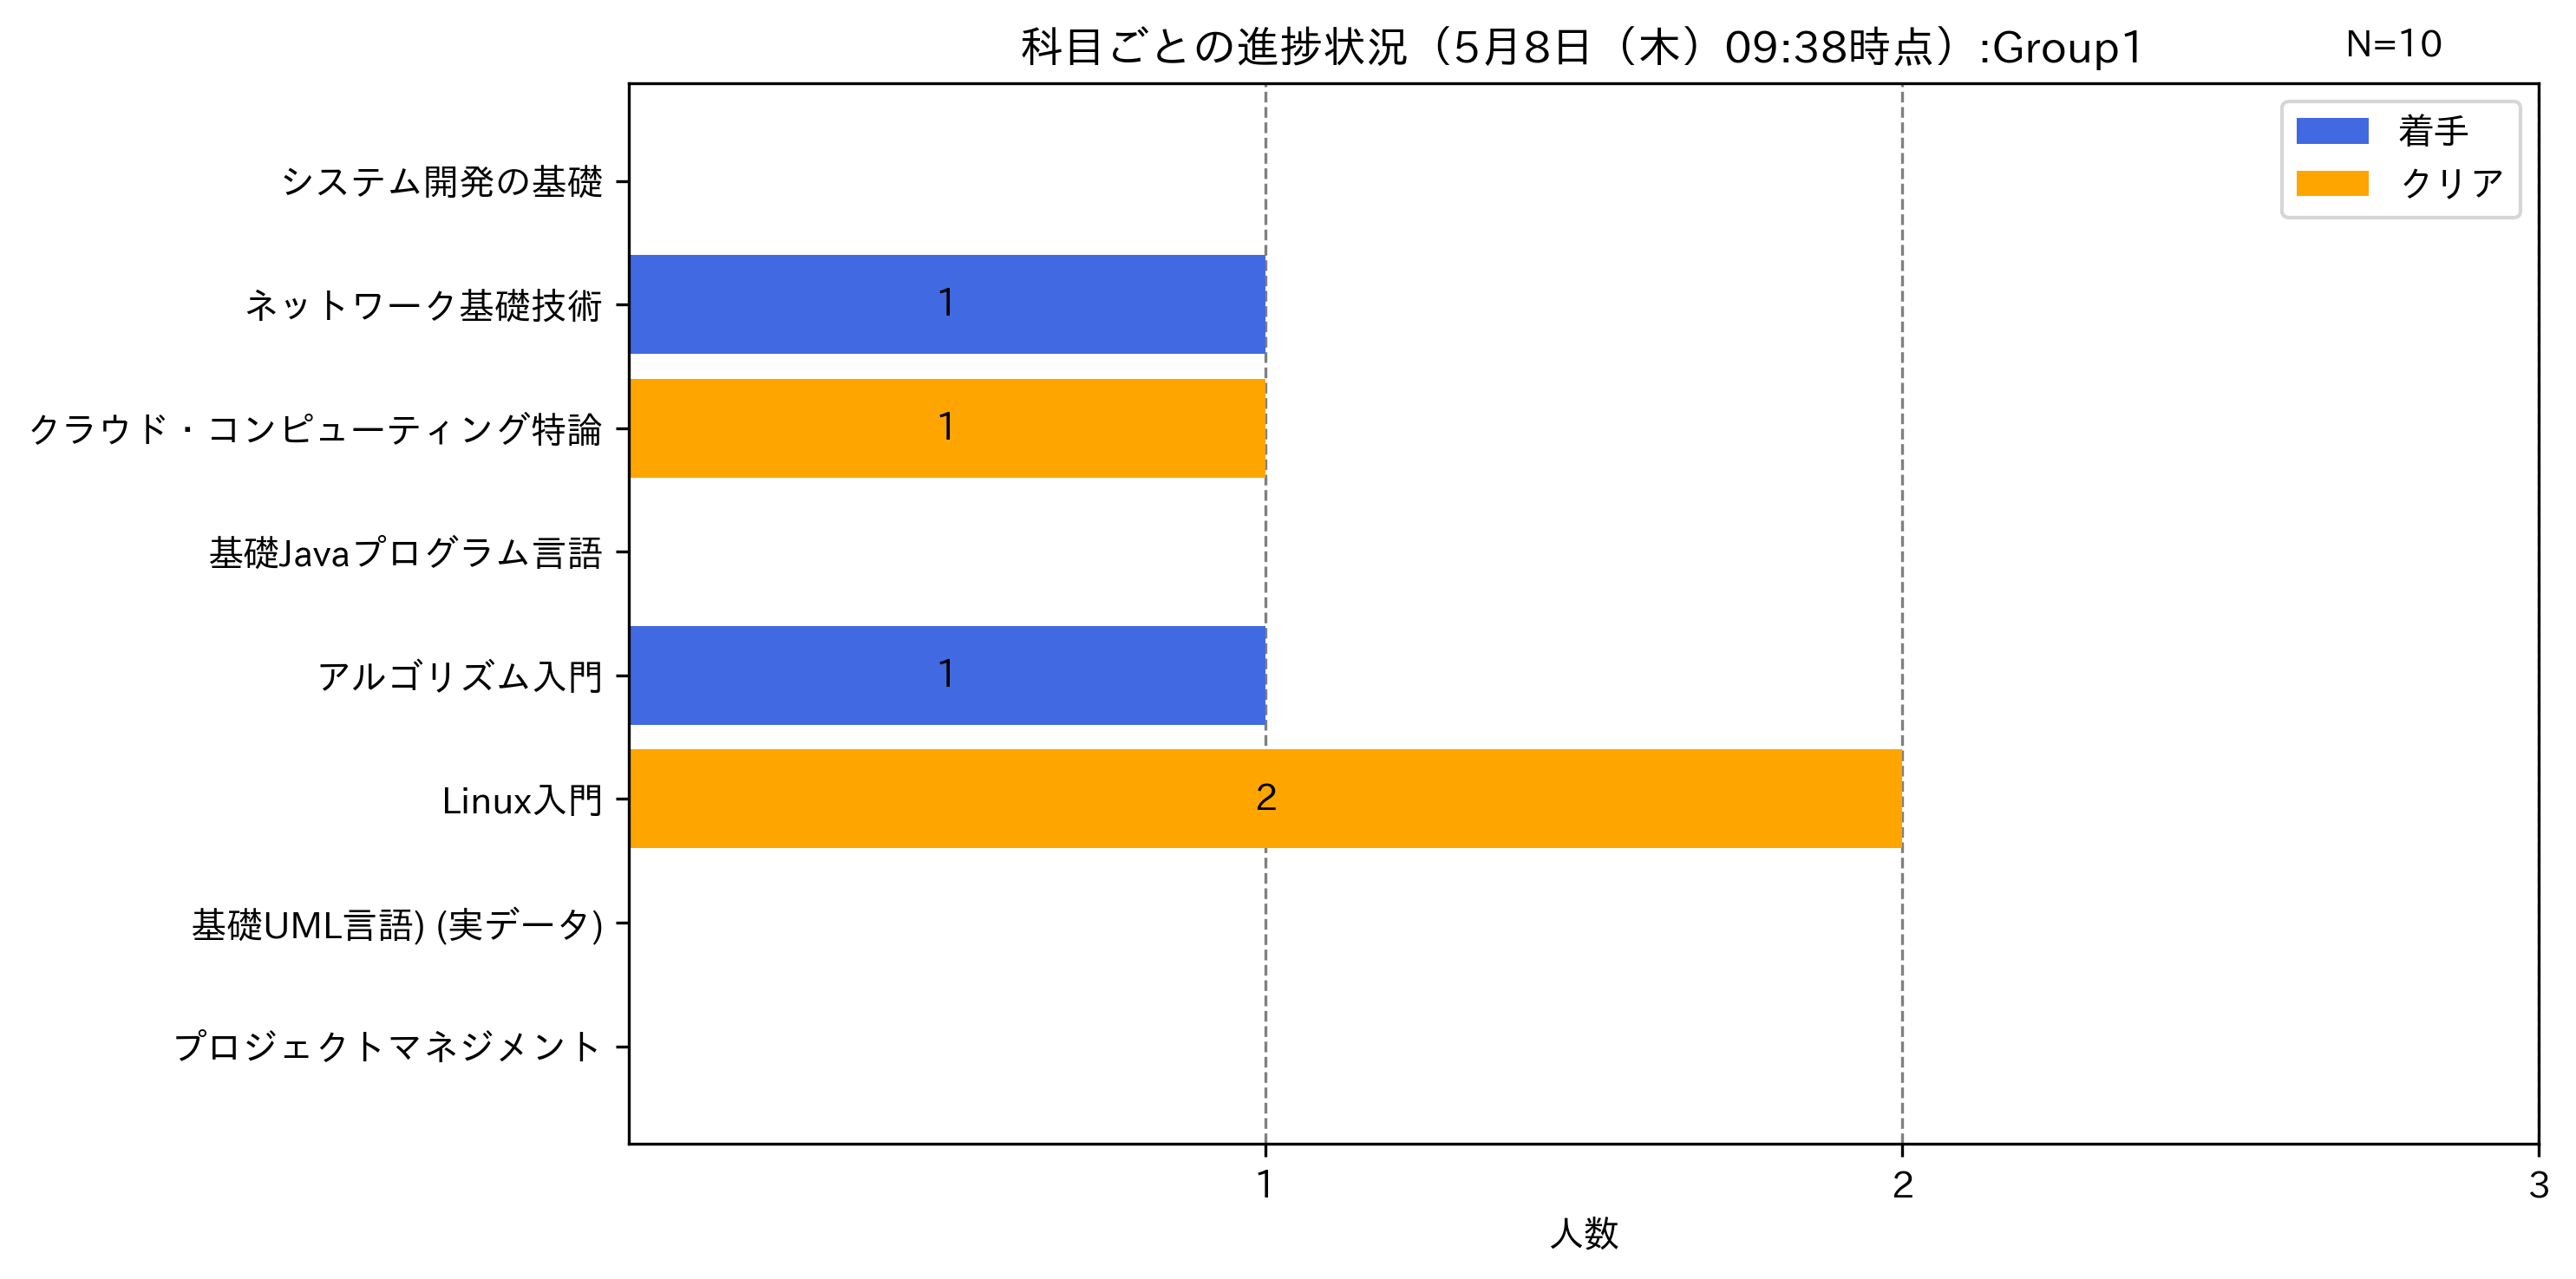 科目ごとの進捗状況（5月8日（木）09:38時点）:Group1
N=10
着手
クリア
システム開発の基礎
ネットワーク基礎技術
1
クラウド・コンピューティング特論
1
基礎Javaプログラム言語
アルゴリズム入門
1
Linux入門
2
基礎UML言語) (実データ)
プロジェクトマネジメント
1
2
3
人数